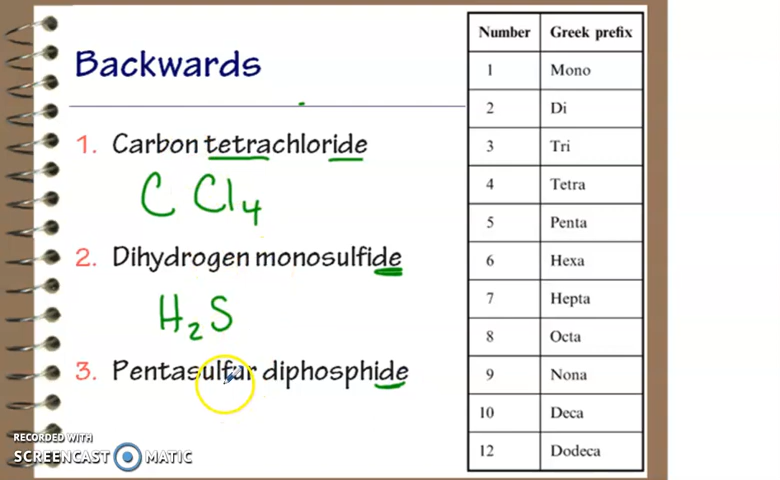 Backwards
1. Carbon tetrachloride
C Cl4
2. Dihydrogen monosulfide
H2S
3. Pentasulfur diphosphide
Number Greek prefix
1 Mono
2 Di
3 Tri
4 Tetra
5 Penta
6 Hexa
7 Hepta
8 Octa
9 Nona
10 Deca
12 Dodeca
RECORDED WITH
SCREENCAST MATIC